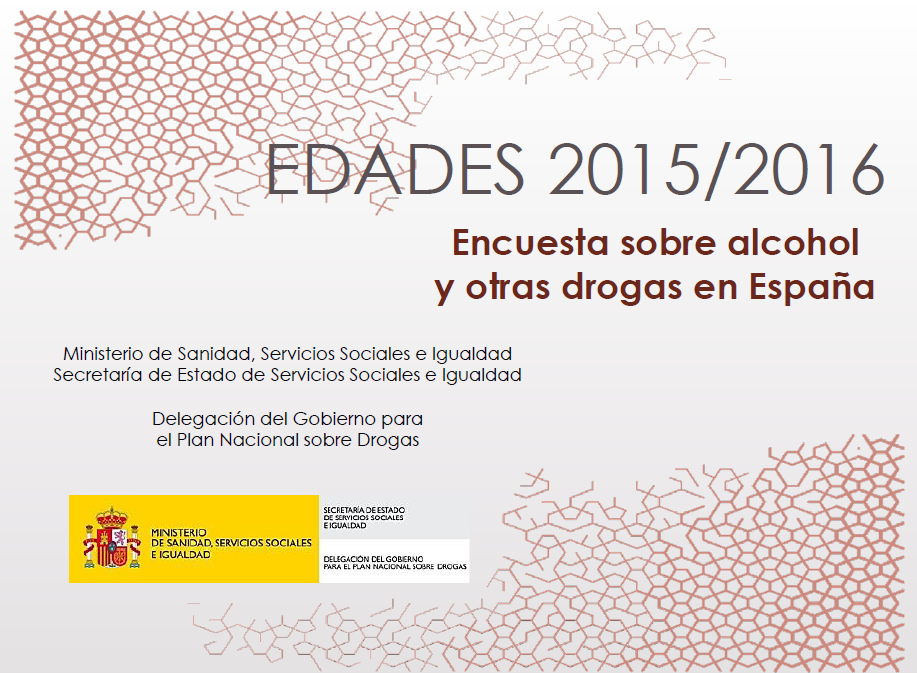 EDADES 2015/2016
Encuesta sobre alcohol
y otras drogas en España
Ministerio de Sanidad, Servicios Sociales e Igualdad
Secretaría de Estado de Servicios Sociales e Igualdad
Delegación del Gobierno para
el Plan Nacional sobre Drogas
MINISTERIO
DE SANIDAD, SERVICIOS SOCIALES
E IGUALDAD
SECRETARÍA DE ESTADO
DE SERVICIOS SOCIALES
E IGUALDAD
DELEGACIÓN DEL GOBIERNO
PARA EL PLAN NACIONAL SOBRE DROGAS